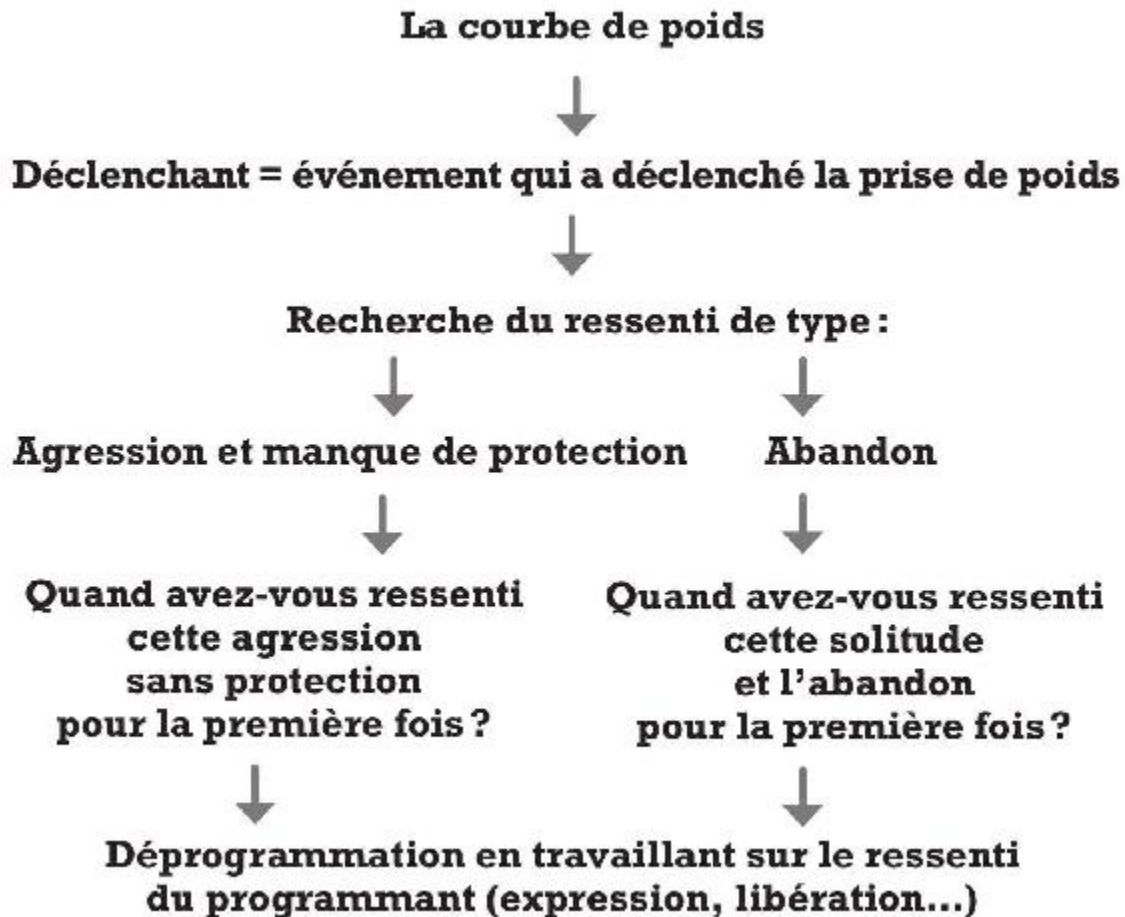 La courbe de poids
Déclenchant = événement qui a déclenché la prise de poids
Recherche du ressenti de type :
Agression et manque de protection
Abandon
Quand avez-vous ressenti
cette agression
sans protection
pour la première fois ?
Quand avez-vous ressenti
cette solitude
et l'abandon
pour la première fois ?
Déprogrammation en travaillant sur le ressenti
du programmant (expression, libération...)